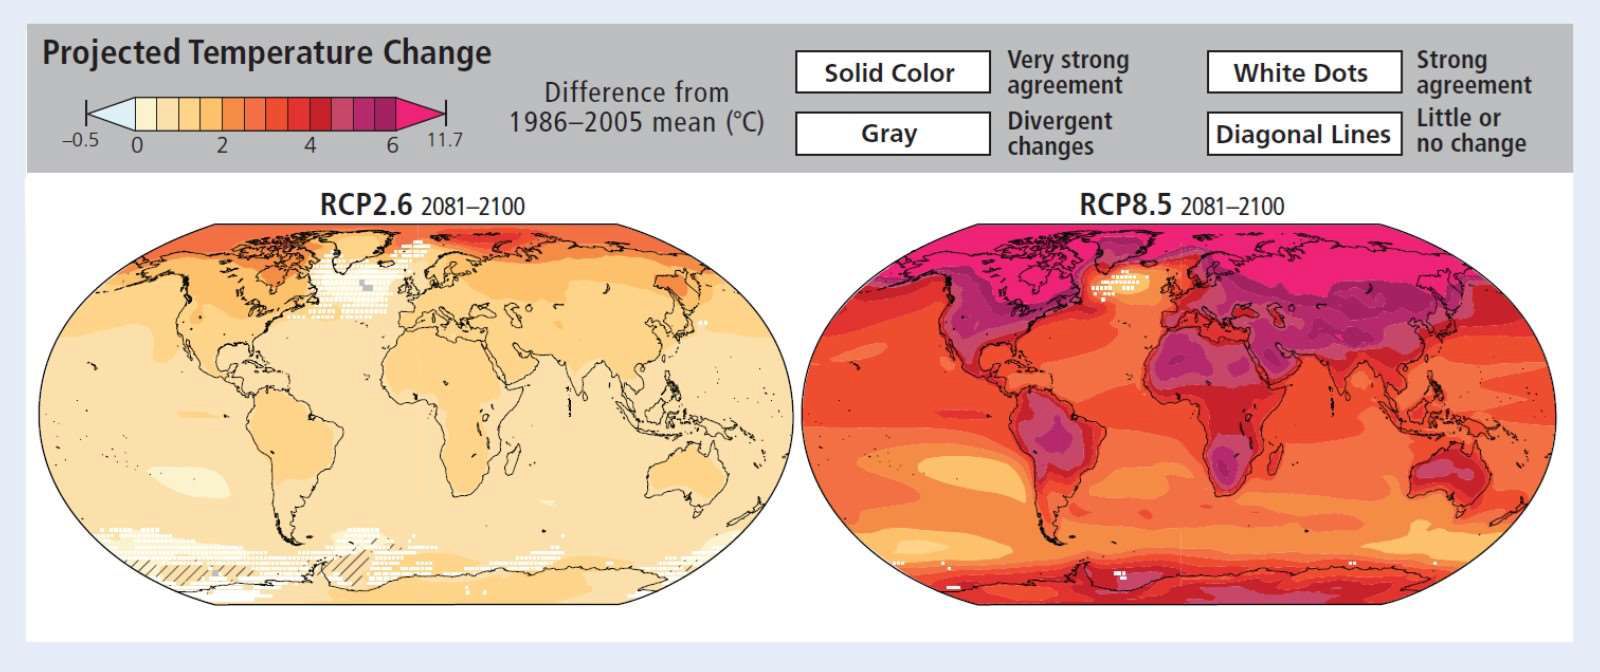 Projected Temperature Change
−0.5 0 2 4 6 11.7
Difference from
1986–2005 mean (°C)
Solid Color
Very strong
agreement
White Dots
Strong
agreement
Gray
Divergent
changes
Diagonal Lines
Little or
no change
RCP2.6 2081–2100
RCP8.5 2081–2100